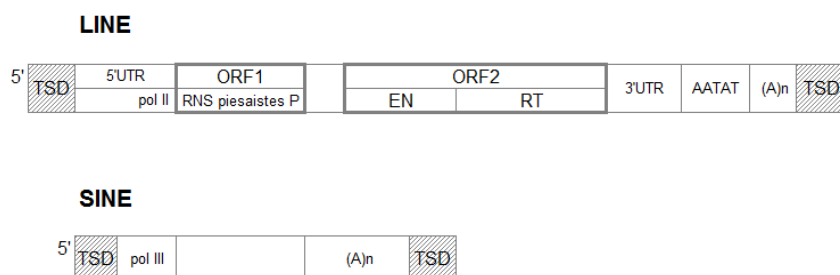 LINE
5' TSD 5'UTR ORF1 ORF2 3'UTR AATAT (A)n TSD
pol II RNS piesaistes P EN RT
SINE
5' TSD pol III (A)n TSD